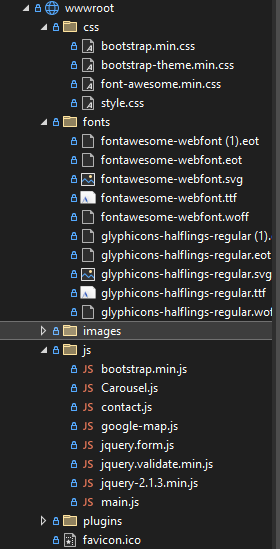 wwwroot
css
bootstrap.min.css
bootstrap-theme.min.css
font-awesome.min.css
style.css
fonts
fontawesome-webfont (1).eot
fontawesome-webfont.eot
fontawesome-webfont.svg
fontawesome-webfont.ttf
fontawesome-webfont.woff
glyphicons-halflings-regular (1).
glyphicons-halflings-regular.eot
glyphicons-halflings-regular.svg
glyphicons-halflings-regular.ttf
glyphicons-halflings-regular.wof
images
js
JS bootstrap.min.js
JS Carousel.js
JS contact.js
JS google-map.js
JS jquery.form.js
JS jquery.validate.min.js
JS jquery-2.1.3.min.js
JS main.js
plugins
favicon.ico